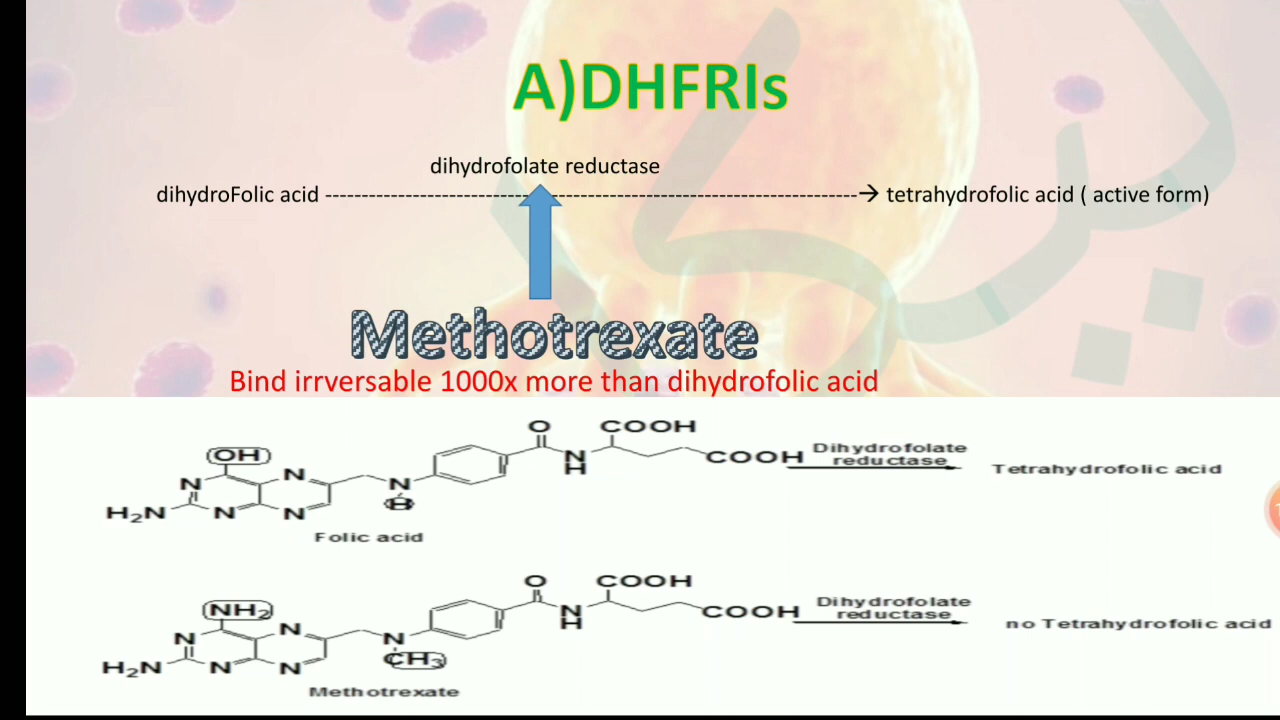 A)DHFRIs
dihydrofolate reductase
dihydroFolic acid ----------------------------------------------------------------------------→ tetrahydrofolic acid ( active form)
Methotrexate
Bind irrversable 1000x more than dihydrofolic acid
O
COOH
OH
N
N
N
N
H₂N
N
H
N
H
COOH
Dihydrofolate
reductase
Tetrahydrofolic acid
Folic acid
O
COOH
NH₂
N
N
N
N
H₂N
N
CH₃
N
H
COOH
Dihydrofolate
reductase
no Tetrahydrofolic acid
Methotrexate